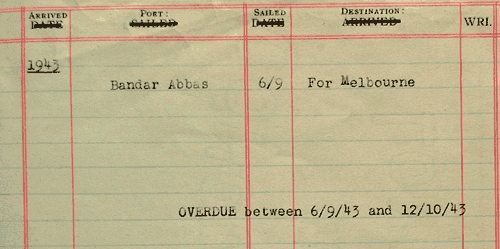 ARRIVED DATE PORT: SAILED SAILED DATE DESTINATION: ARRIVED WRI.
1943
Bandar Abbas 6/9 For Melbourne
OVERDUE between 6/9/43 and 12/10/43